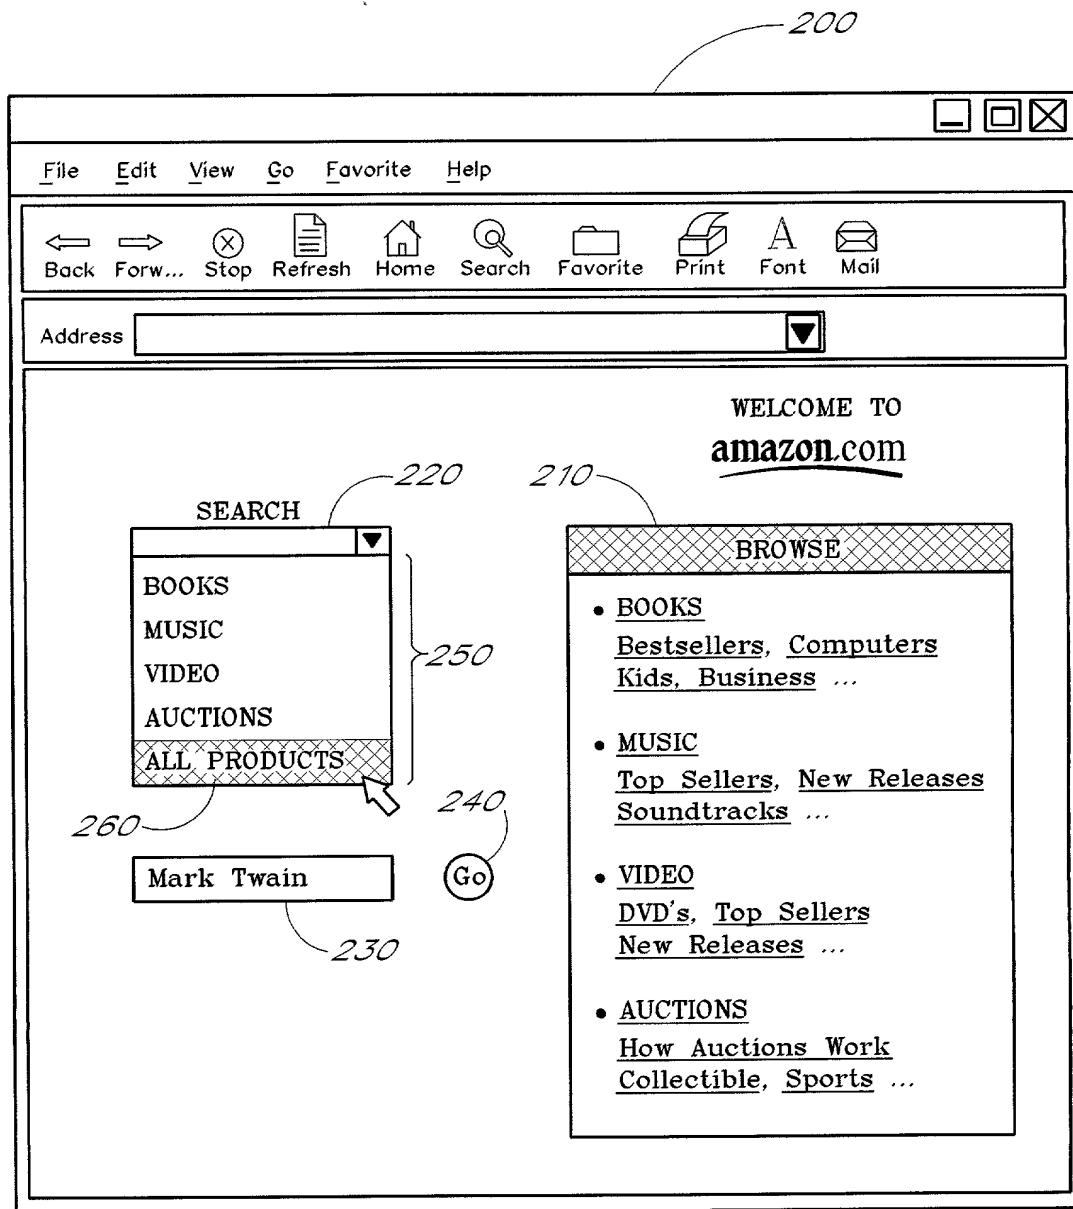 200
File Edit View Go Favorite Help
Back Forw... Stop Refresh Home Search Favorite Print Font Mail
Address
WELCOME TO
amazon.com
220
210
SEARCH
BROWSE
BOOKS
MUSIC
VIDEO
AUCTIONS
ALL PRODUCTS
250
260
240
Mark Twain
Go
230
• BOOKS
Bestsellers, Computers
Kids, Business ...
• MUSIC
Top Sellers, New Releases
Soundtracks ...
• VIDEO
DVD's, Top Sellers
New Releases ...
• AUCTIONS
How Auctions Work
Collectible, Sports ...